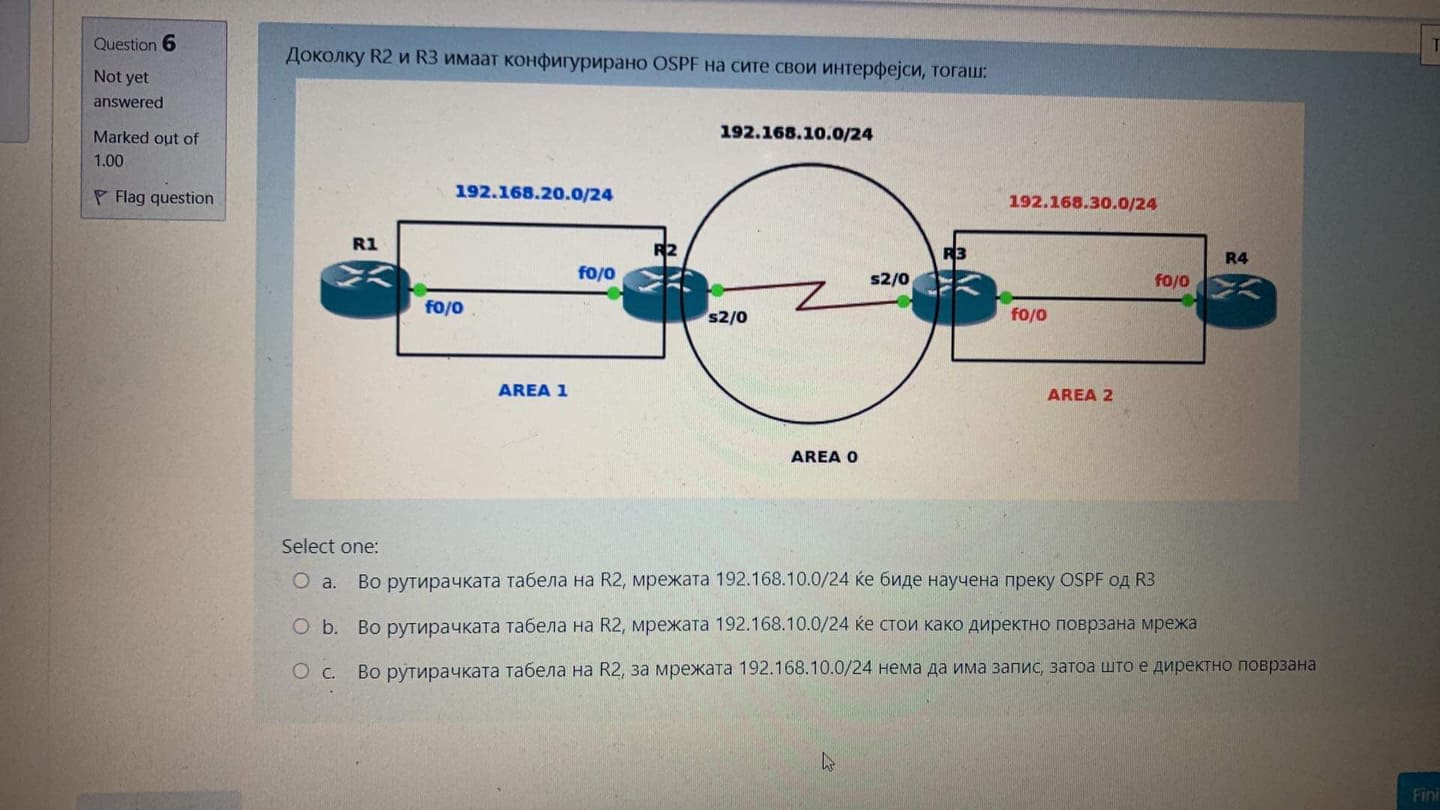 Question 6
Not yet
answered
Marked out of
1.00
Flag question
Доколку R2 и R3 имаат конфигурирано OSPF на сите свои интерфејси, тогаш:
192.168.10.0/24
192.168.20.0/24
192.168.30.0/24
R1
R2
R3
R4
f0/0
f0/0
s2/0
s2/0
f0/0
f0/0
AREA 1
AREA 2
AREA 0
Select one:
a. Во рутирачката табела на R2, мрежата 192.168.10.0/24 ќе биде научена преку OSPF од R3
b. Во рутирачката табела на R2, мрежата 192.168.10.0/24 ќе стои како директно поврзана мрежа
c. Во рутирачката табела на R2, за мрежата 192.168.10.0/24 нема да има запис, затоа што е директно поврзана